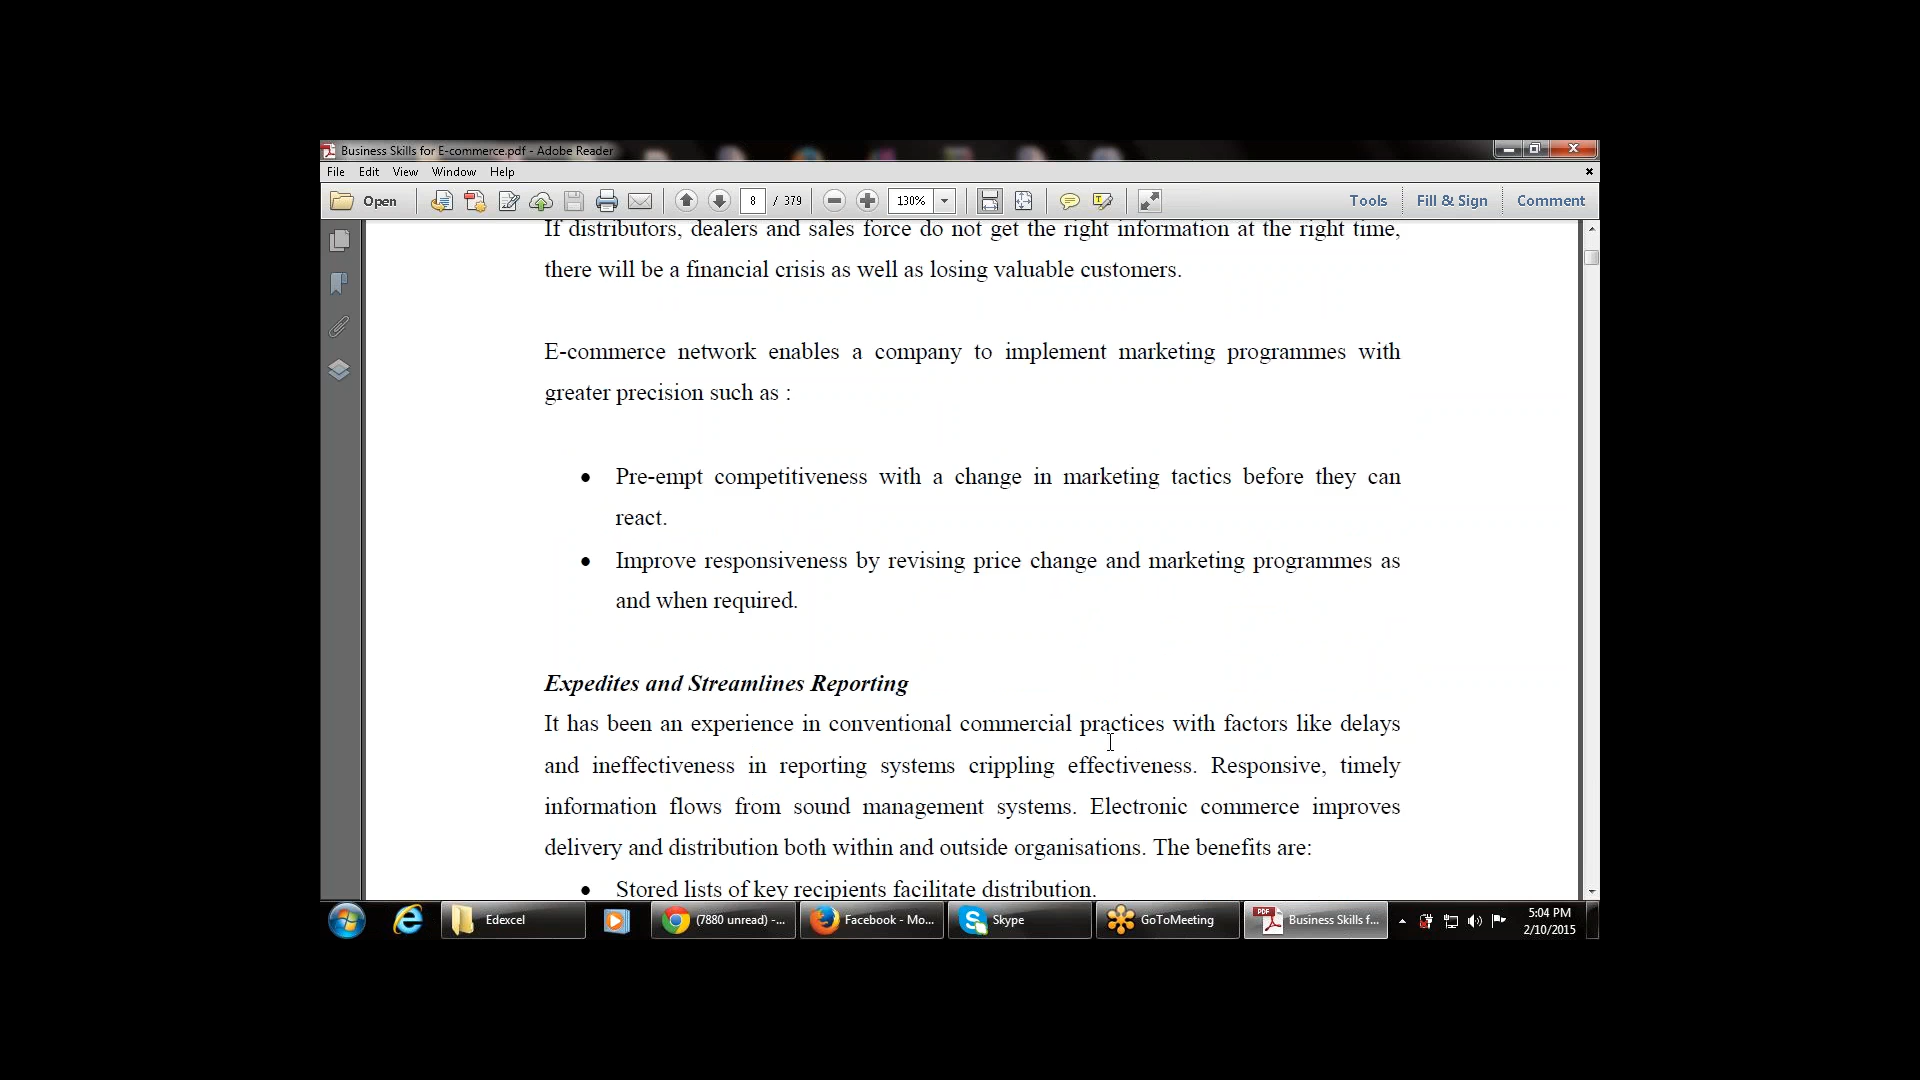 Business Skills for E-commerce.pdf - Adobe Reader
File Edit View Window Help
Open 8 / 379 130% Tools Fill & Sign Comment
If distributors, dealers and sales force do not get the right information at the right time,
there will be a financial crisis as well as losing valuable customers.
E-commerce network enables a company to implement marketing programmes with
greater precision such as :
• Pre-empt competitiveness with a change in marketing tactics before they can
react.
• Improve responsiveness by revising price change and marketing programmes as
and when required.
Expedites and Streamlines Reporting
It has been an experience in conventional commercial practices with factors like delays
and ineffectiveness in reporting systems crippling effectiveness. Responsive, timely
information flows from sound management systems. Electronic commerce improves
delivery and distribution both within and outside organisations. The benefits are:
• Stored lists of key recipients facilitate distribution.
Edexcel (7880 unread) -... Facebook - Mo... Skype GoToMeeting PDF Business Skills f... 5:04 PM
2/10/2015